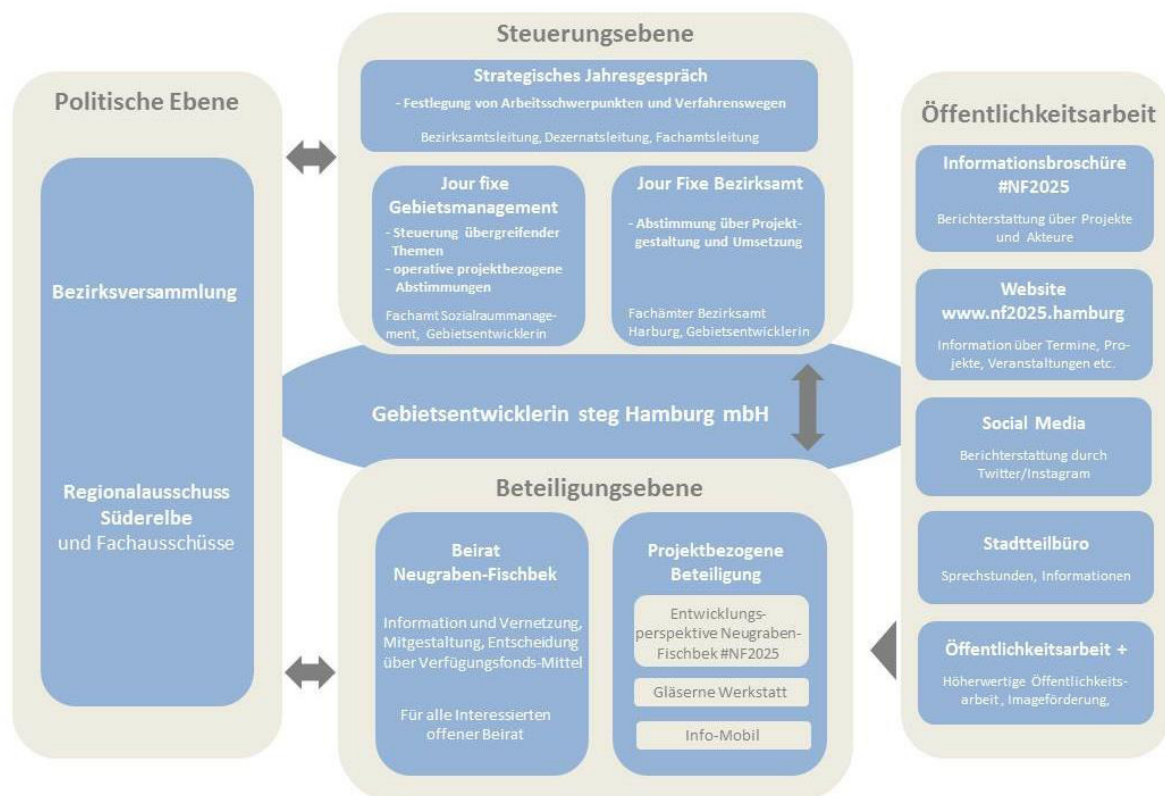 Politische Ebene
Bezirksversammlung
Regionalausschuss
Süderelbe
und Fachausschüsse
Steuerungsebene
Strategisches Jahresgespräch
- Festlegung von Arbeitsschwerpunkten und Verfahrenswegen
Bezirksamtsleitung, Dezernatsleitung, Fachamtsleitung
Jour fixe
Gebietsmanagement
- Steuerung übergreifender
Themen
- operative projektbezogene
Abstimmungen
Fachamt Sozialraummanage-
ment, Gebietsentwicklerin
Jour Fixe Bezirksamt
- Abstimmung über Projekt-
gestaltung und Umsetzung
Fachämter Bezirksamt
Harburg, Gebietsentwicklerin
Gebietsentwicklerin steg Hamburg mbH
Beteiligungsebene
Beirat
Neugraben-Fischbek
Information und Vernetzung,
Mitgestaltung, Entscheidung
über Verfügungsfonds-Mittel
Für alle Interessierten
offener Beirat
Projektbezogene
Beteiligung
Entwicklungs-
perspektive Neugraben-
Fischbek #NF2025
Gläserne Werkstatt
Info-Mobil
Öffentlichkeitsarbeit
Informationsbroschüre
#NF2025
Berichterstattung über Projekte
und Akteure
Website
www.nf2025.hamburg
Information über Termine, Pro-
jekte, Veranstaltungen etc.
Social Media
Berichterstattung durch
Twitter/Instagram
Stadtteilbüro
Sprechstunden, Informationen
Öffentlichkeitsarbeit +
Höherwertige Öffentlichkeits-
arbeit, Imageförderung,